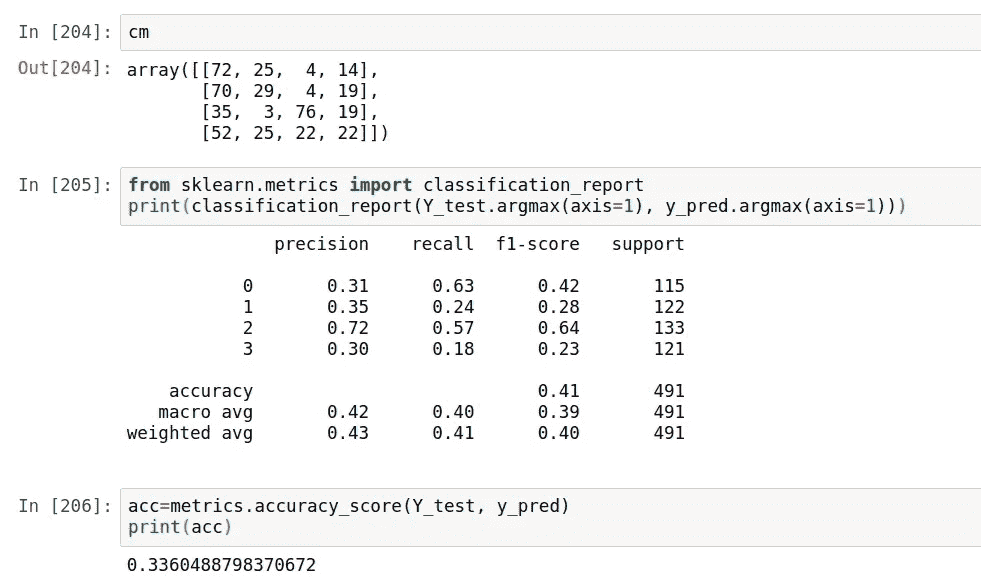 In [204]: cm
Out[204]: array([[72, 25,  4, 14],
       [70, 29,  4, 19],
       [35,  3, 76, 19],
       [52, 25, 22, 22]])
In [205]: from sklearn.metrics import classification_report
print(classification_report(Y_test.argmax(axis=1), y_pred.argmax(axis=1)))
precision    recall  f1-score   support
0       0.31      0.63      0.42       115
1       0.35      0.24      0.28       122
2       0.72      0.57      0.64       133
3       0.30      0.18      0.23       121
accuracy                           0.41       491
macro avg       0.42      0.40      0.39       491
weighted avg       0.43      0.41      0.40       491
In [206]: acc=metrics.accuracy_score(Y_test, y_pred)
print(acc)
0.3360488798370672